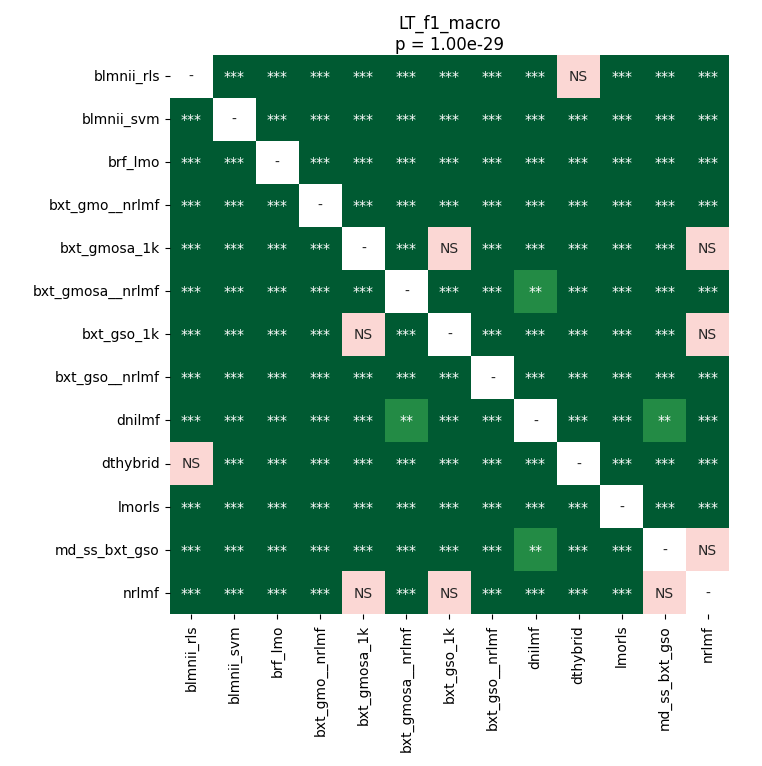 LT_f1_macro
p = 1.00e-29
blmnii_rls - *** *** *** *** *** *** *** *** NS *** *** ***
blmnii_svm *** - *** *** *** *** *** *** *** *** *** *** ***
brf_lmo *** *** - *** *** *** *** *** *** *** *** *** ***
bxt_gmo__nrlmf *** *** *** - *** *** *** *** *** *** *** *** ***
bxt_gmosa_1k *** *** *** *** - *** NS *** *** *** *** *** NS
bxt_gmosa__nrlmf *** *** *** *** *** - *** *** ** *** *** *** ***
bxt_gso_1k *** *** *** *** NS *** - *** *** *** *** *** NS
bxt_gso__nrlmf *** *** *** *** *** *** *** - *** *** *** *** ***
dnilmf *** *** *** *** *** ** *** *** - *** *** ** ***
dthybrid NS *** *** *** *** *** *** *** *** - *** *** ***
lmorls *** *** *** *** *** *** *** *** *** *** - *** ***
md_ss_bxt_gso *** *** *** *** *** *** *** *** ** *** *** - NS
nrlmf *** *** *** *** NS *** NS *** *** *** *** NS -
blmnii_rls
blmnii_svm
brf_lmo
bxt_gmo__nrlmf
bxt_gmosa_1k
bxt_gmosa__nrlmf
bxt_gso_1k
bxt_gso__nrlmf
dnilmf
dthybrid
lmorls
md_ss_bxt_gso
nrlmf